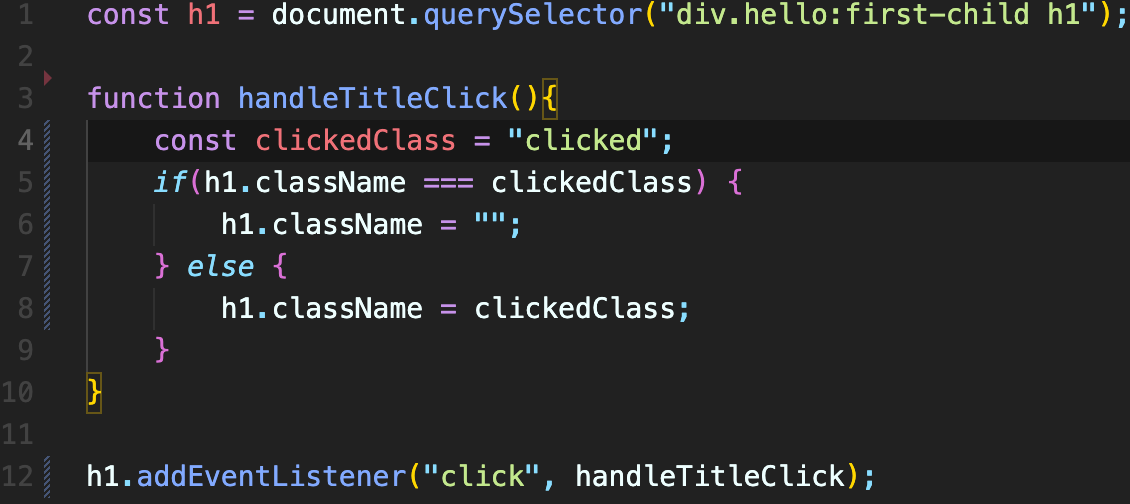 1 const h1 = document.querySelector("div.hello:first-child h1");
2
3 function handleTitleClick(){
4 const clickedClass = "clicked";
5 if(h1.className === clickedClass) {
6 h1.className = "";
7 } else {
8 h1.className = clickedClass;
9 }
10 }
11
12 h1.addEventListener("click", handleTitleClick);